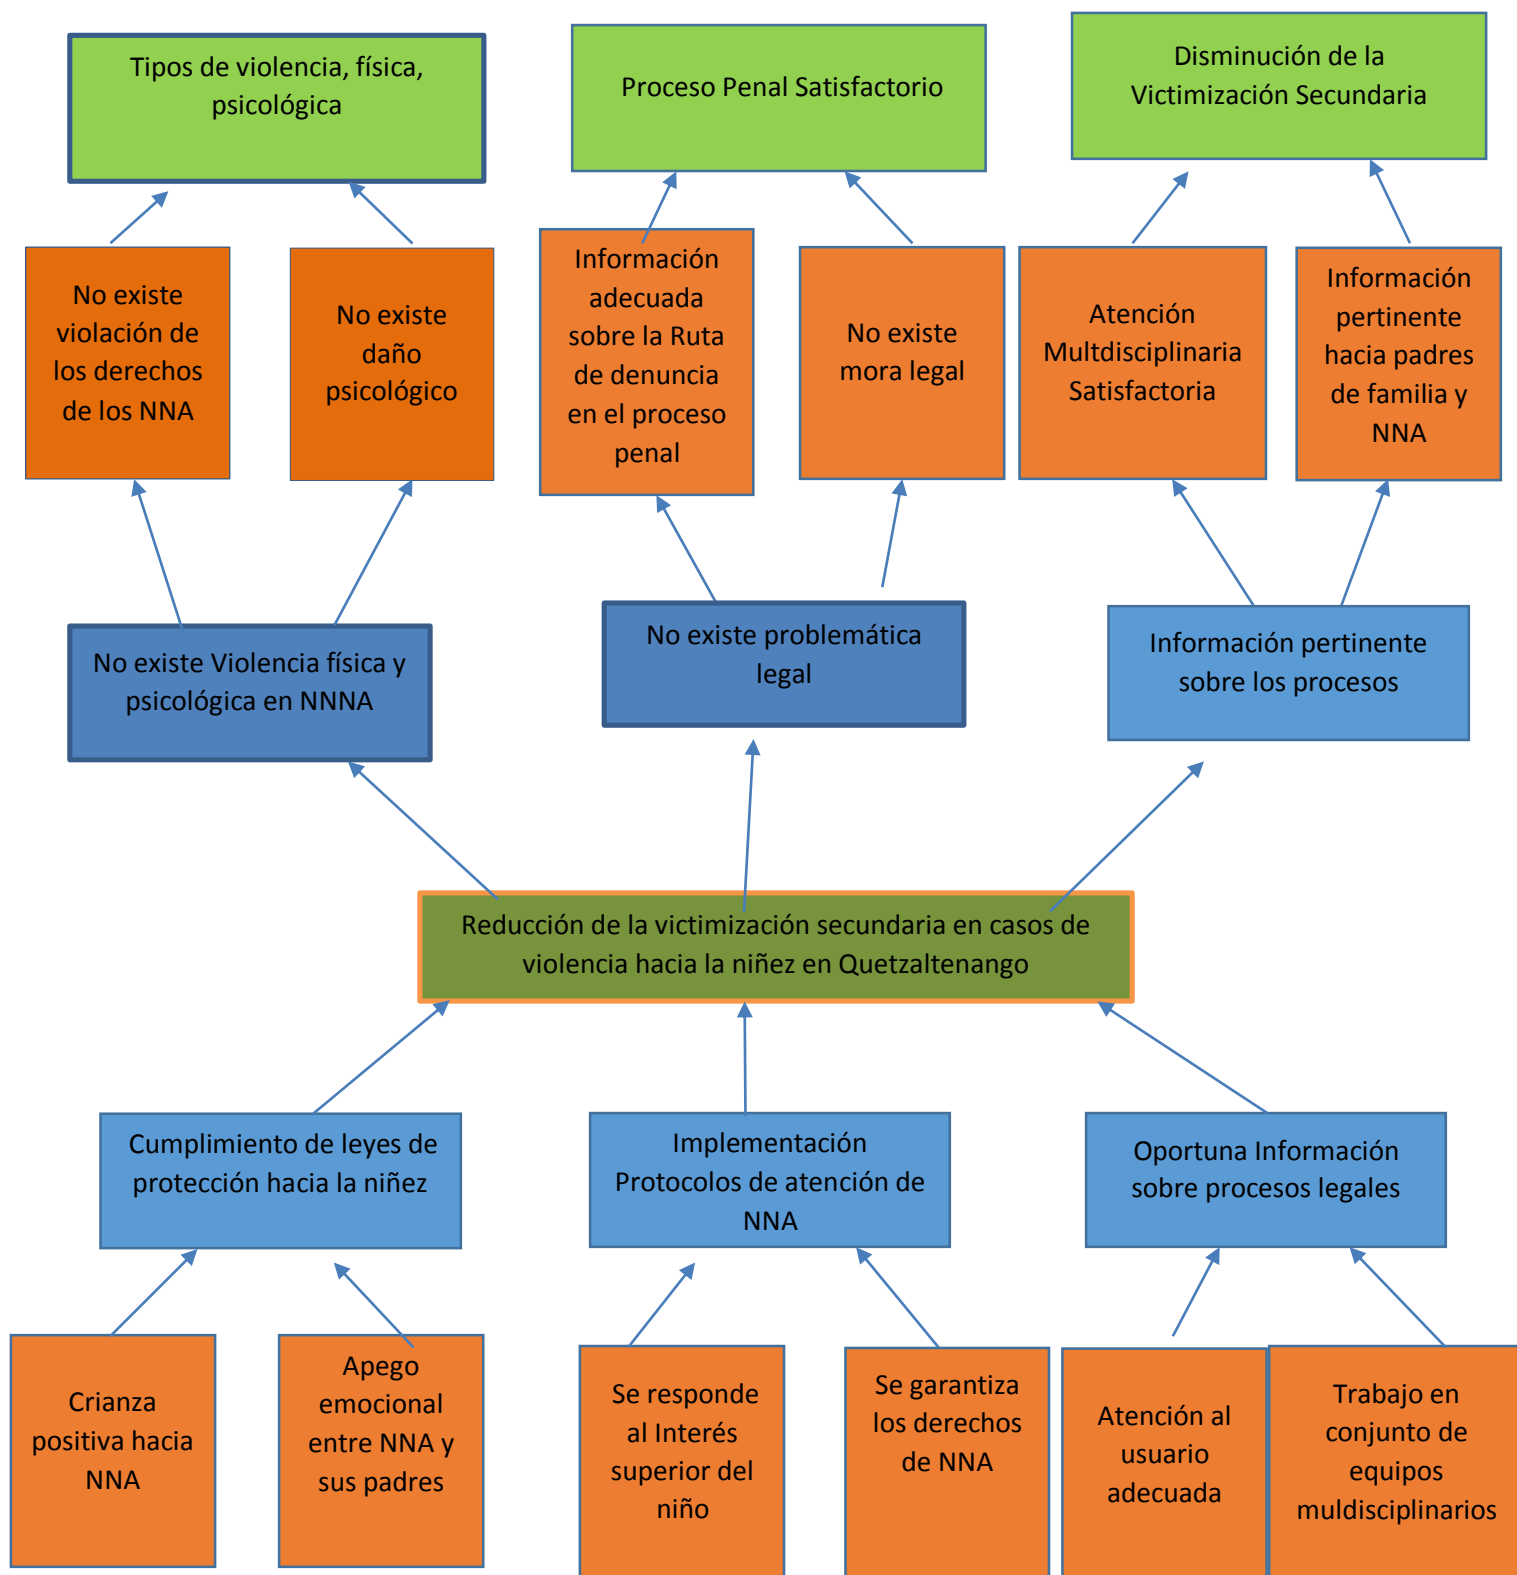 Tipos de violencia, física,
psicológica
Proceso Penal Satisfactorio
Disminución de la
Victimización Secundaria
No existe
violación de
los derechos
de los NNA
No existe
daño
psicológico
Información
adecuada
sobre la Ruta
de denuncia
en el proceso
penal
No existe
mora legal
Atención
Multdisciplinaria
Satisfactoria
Información
pertinente
hacia padres
de familia y
NNA
No existe Violencia física y
psicológica en NNNA
No existe problemática
legal
Información pertinente
sobre los procesos
Reducción de la victimización secundaria en casos de
violencia hacia la niñez en Quetzaltenango
Cumplimiento de leyes de
protección hacia la niñez
Implementación
Protocolos de atención de
NNA
Oportuna Información
sobre procesos legales
Crianza
positiva hacia
NNA
Apego
emocional
entre NNA y
sus padres
Se responde
al Interés
superior del
niño
Se garantiza
los derechos
de NNA
Atención al
usuario
adecuada
Trabajo en
conjunto de
equipos
muldisciplinarios